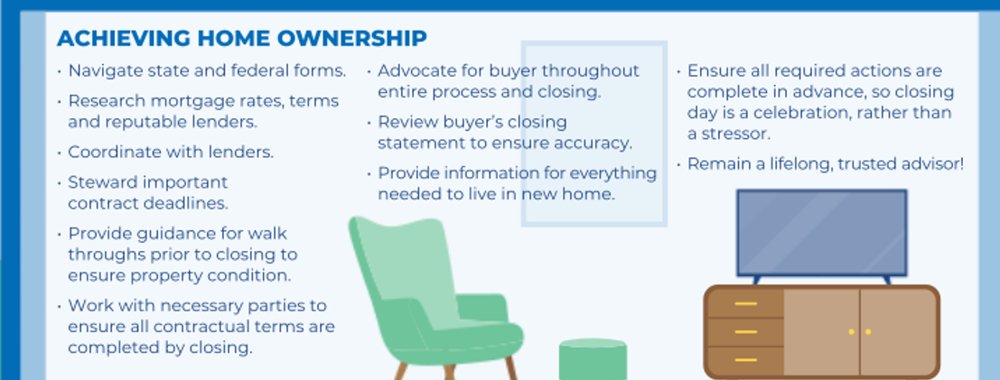 ACHIEVING HOME OWNERSHIP
· Navigate state and federal forms.
· Research mortgage rates, terms
and reputable lenders.
· Coordinate with lenders.
· Steward important
contract deadlines.
· Provide guidance for walk
throughs prior to closing to
ensure property condition.
· Work with necessary parties to
ensure all contractual terms are
completed by closing.
· Advocate for buyer throughout
entire process and closing.
· Review buyer's closing
statement to ensure accuracy.
· Provide information for everything
needed to live in new home.
· Ensure all required actions are
complete in advance, so closing
day is a celebration, rather than
a stressor.
· Remain a lifelong, trusted advisor!